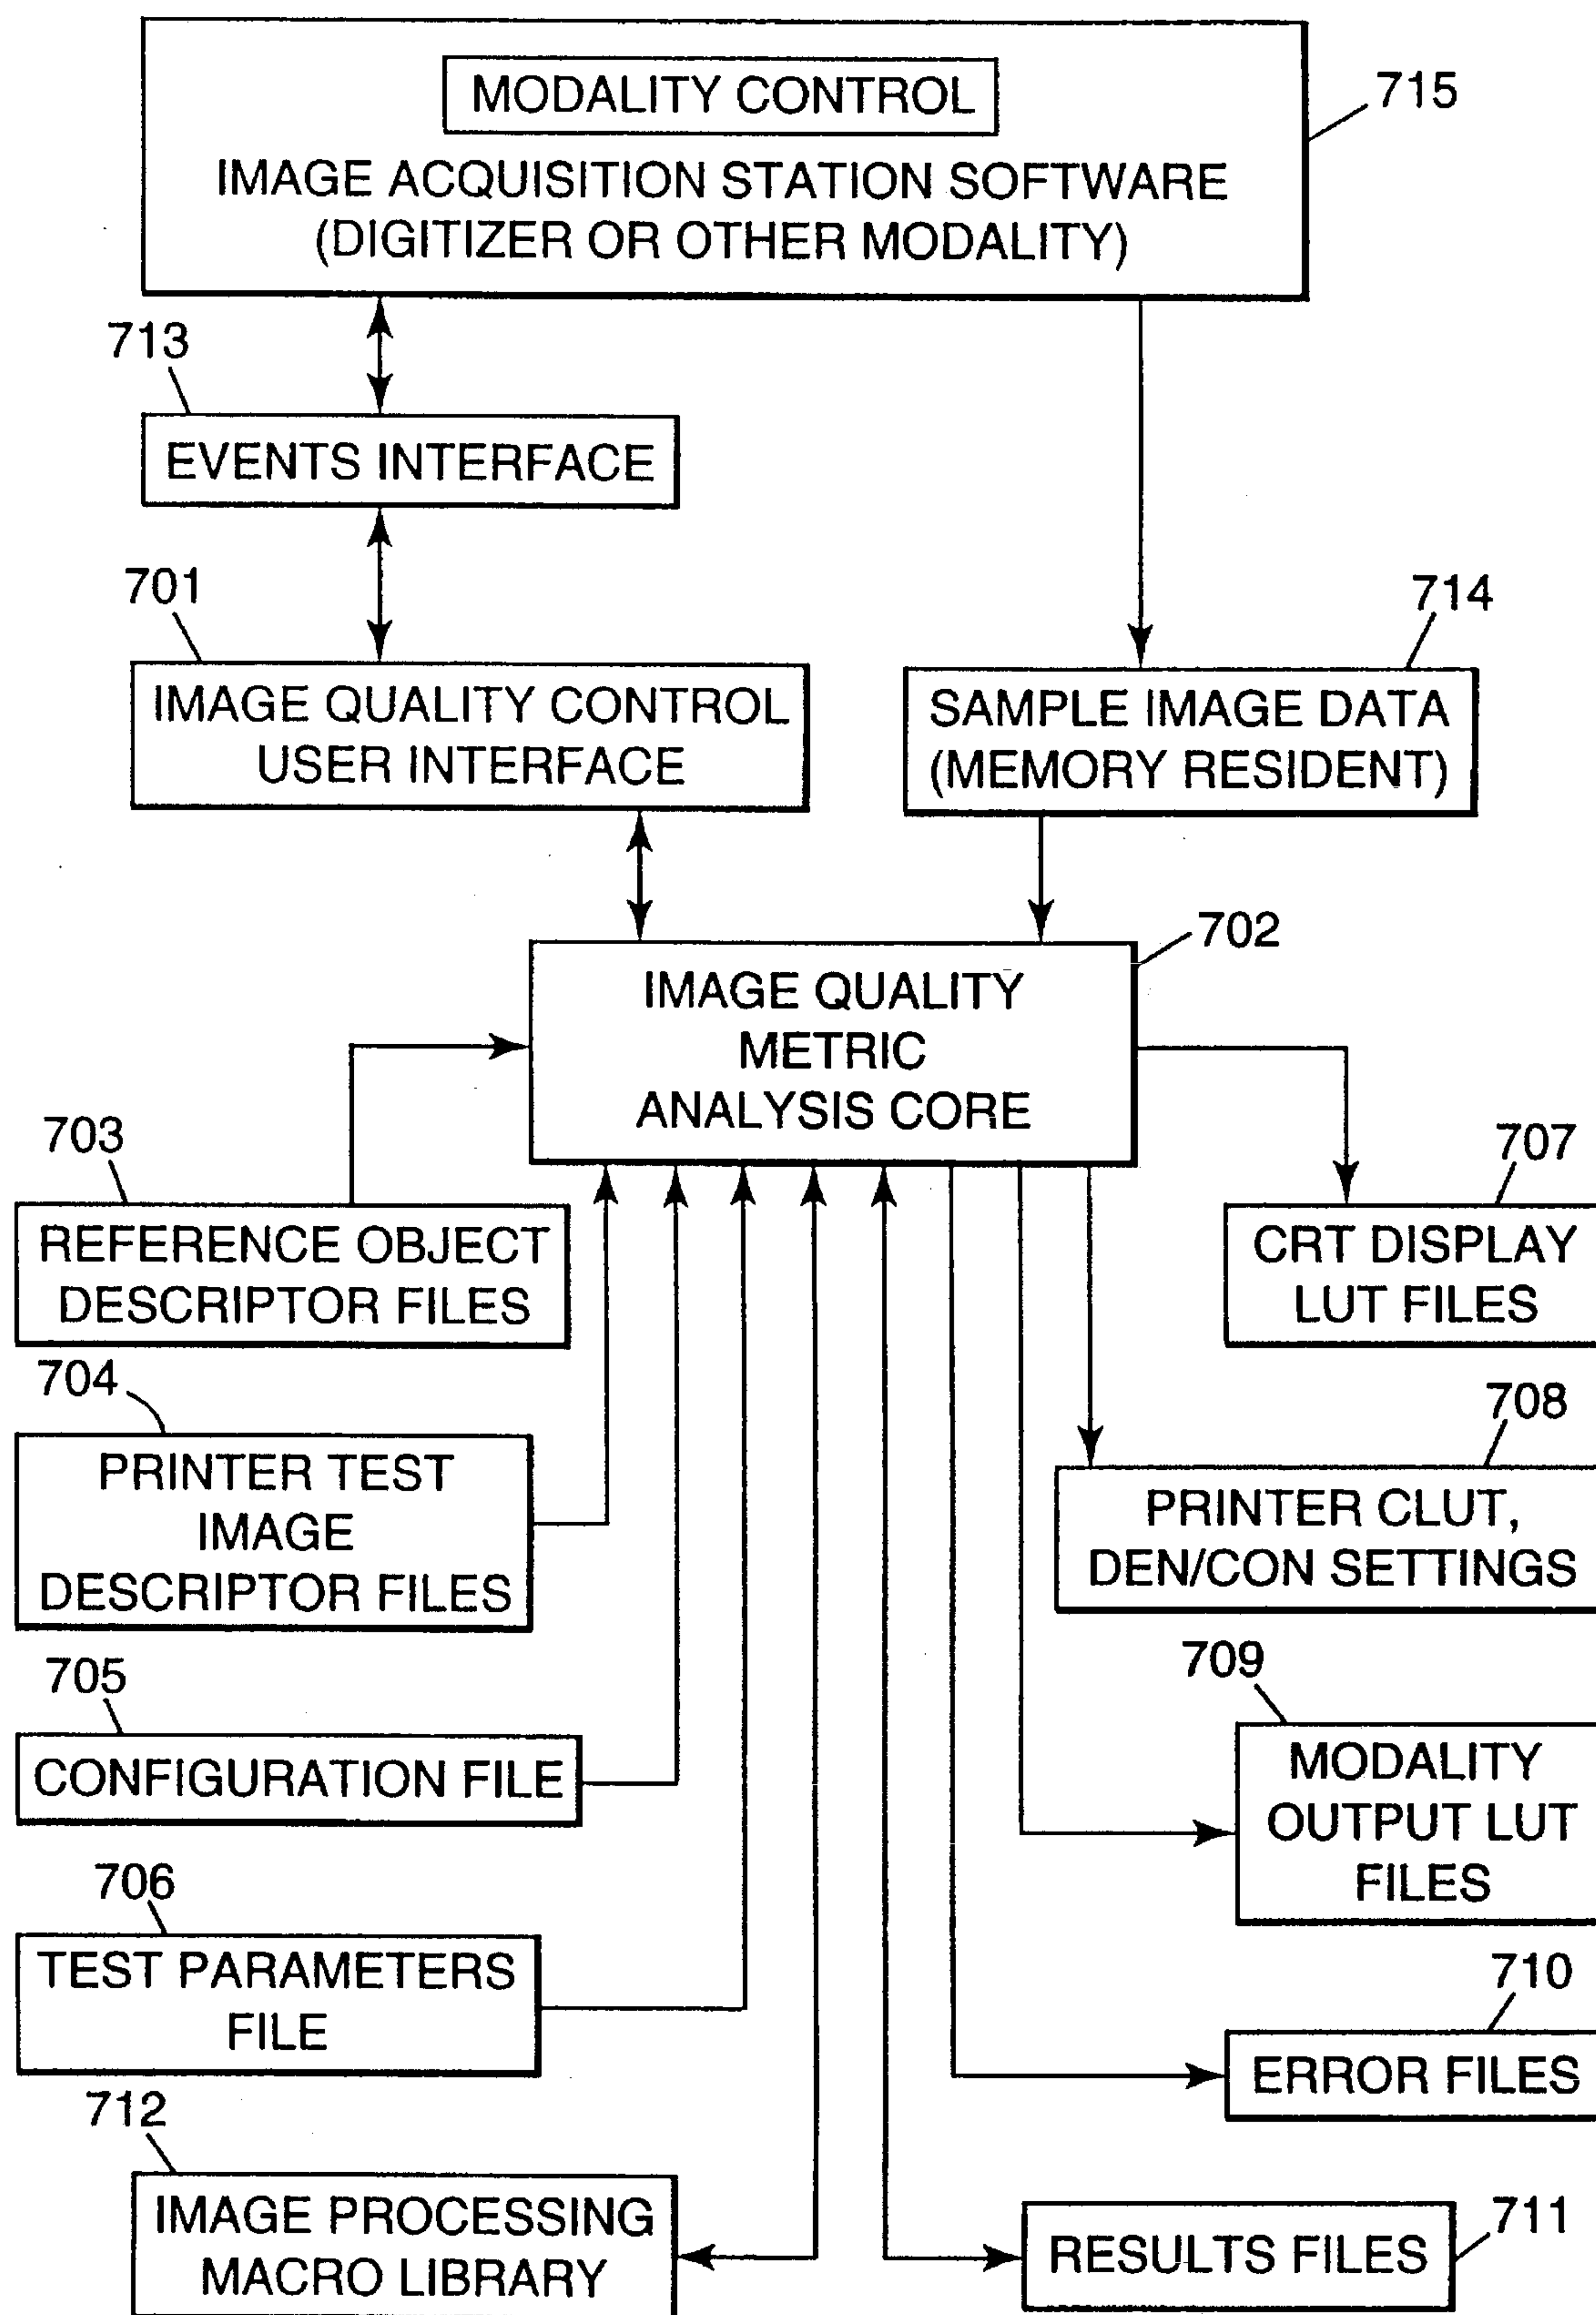 MODALITY CONTROL
715
IMAGE ACQUISITION STATION SOFTWARE
(DIGITIZER OR OTHER MODALITY)
713
EVENTS INTERFACE
701
714
IMAGE QUALITY CONTROL
USER INTERFACE
SAMPLE IMAGE DATA
(MEMORY RESIDENT)
702
IMAGE QUALITY
METRIC
ANALYSIS CORE
703
REFERENCE OBJECT
DESCRIPTOR FILES
707
CRT DISPLAY
LUT FILES
704
PRINTER TEST
IMAGE
DESCRIPTOR FILES
708
PRINTER CLUT,
DEN/CON SETTINGS
705
CONFIGURATION FILE
709
MODALITY
OUTPUT LUT
FILES
706
TEST PARAMETERS
FILE
710
ERROR FILES
712
IMAGE PROCESSING
MACRO LIBRARY
711
RESULTS FILES